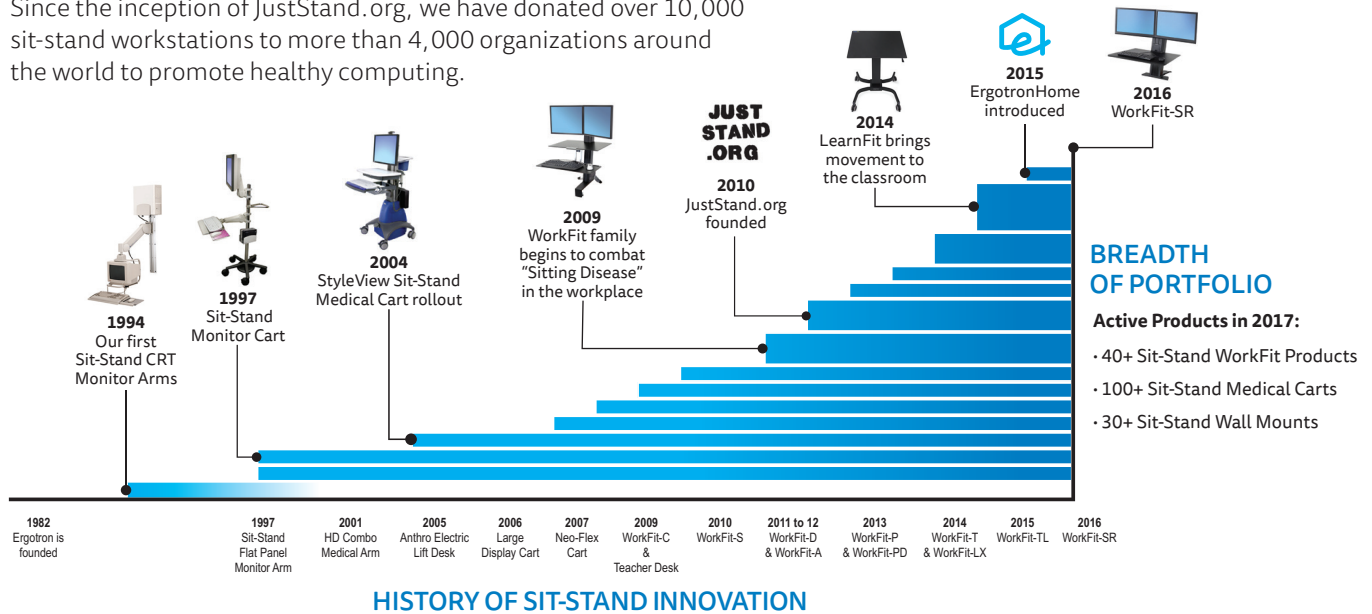 Since the inception of JustStand.org, we have donated over 10,000
sit-stand workstations to more than 4,000 organizations around
the world to promote healthy computing.
1994
Our first
Sit-Stand CRT
Monitor Arms
1997
Sit-Stand
Monitor Cart
2004
StyleView Sit-Stand
Medical Cart rollout
2009
WorkFit family
begins to combat
"Sitting Disease"
in the workplace
JUST
STAND
.ORG
2010
JustStand.org
founded
2014
LearnFit brings
movement to
the classroom
e
2015
ErgotronHome
introduced
2016
WorkFit-SR
BREADTH
OF PORTFOLIO
Active Products in 2017:
· 40+ Sit-Stand WorkFit Products
· 100+ Sit-Stand Medical Carts
· 30+ Sit-Stand Wall Mounts
1982
Ergotron is
founded
1997
Sit-Stand
Flat Panel
Monitor Arm
2001
HD Combo
Medical Arm
2005
Anthro Electric
Lift Desk
2006
Large
Display Cart
2007
Neo-Flex
Cart
2009
WorkFit-C
&
Teacher Desk
2010
WorkFit-S
2011 to 12
WorkFit-D
& WorkFit-A
2013
WorkFit-P
& WorkFit-PD
2014
WorkFit-T
& WorkFit-LX
2015
WorkFit-TL
2016
WorkFit-SR
HISTORY OF SIT-STAND INNOVATION